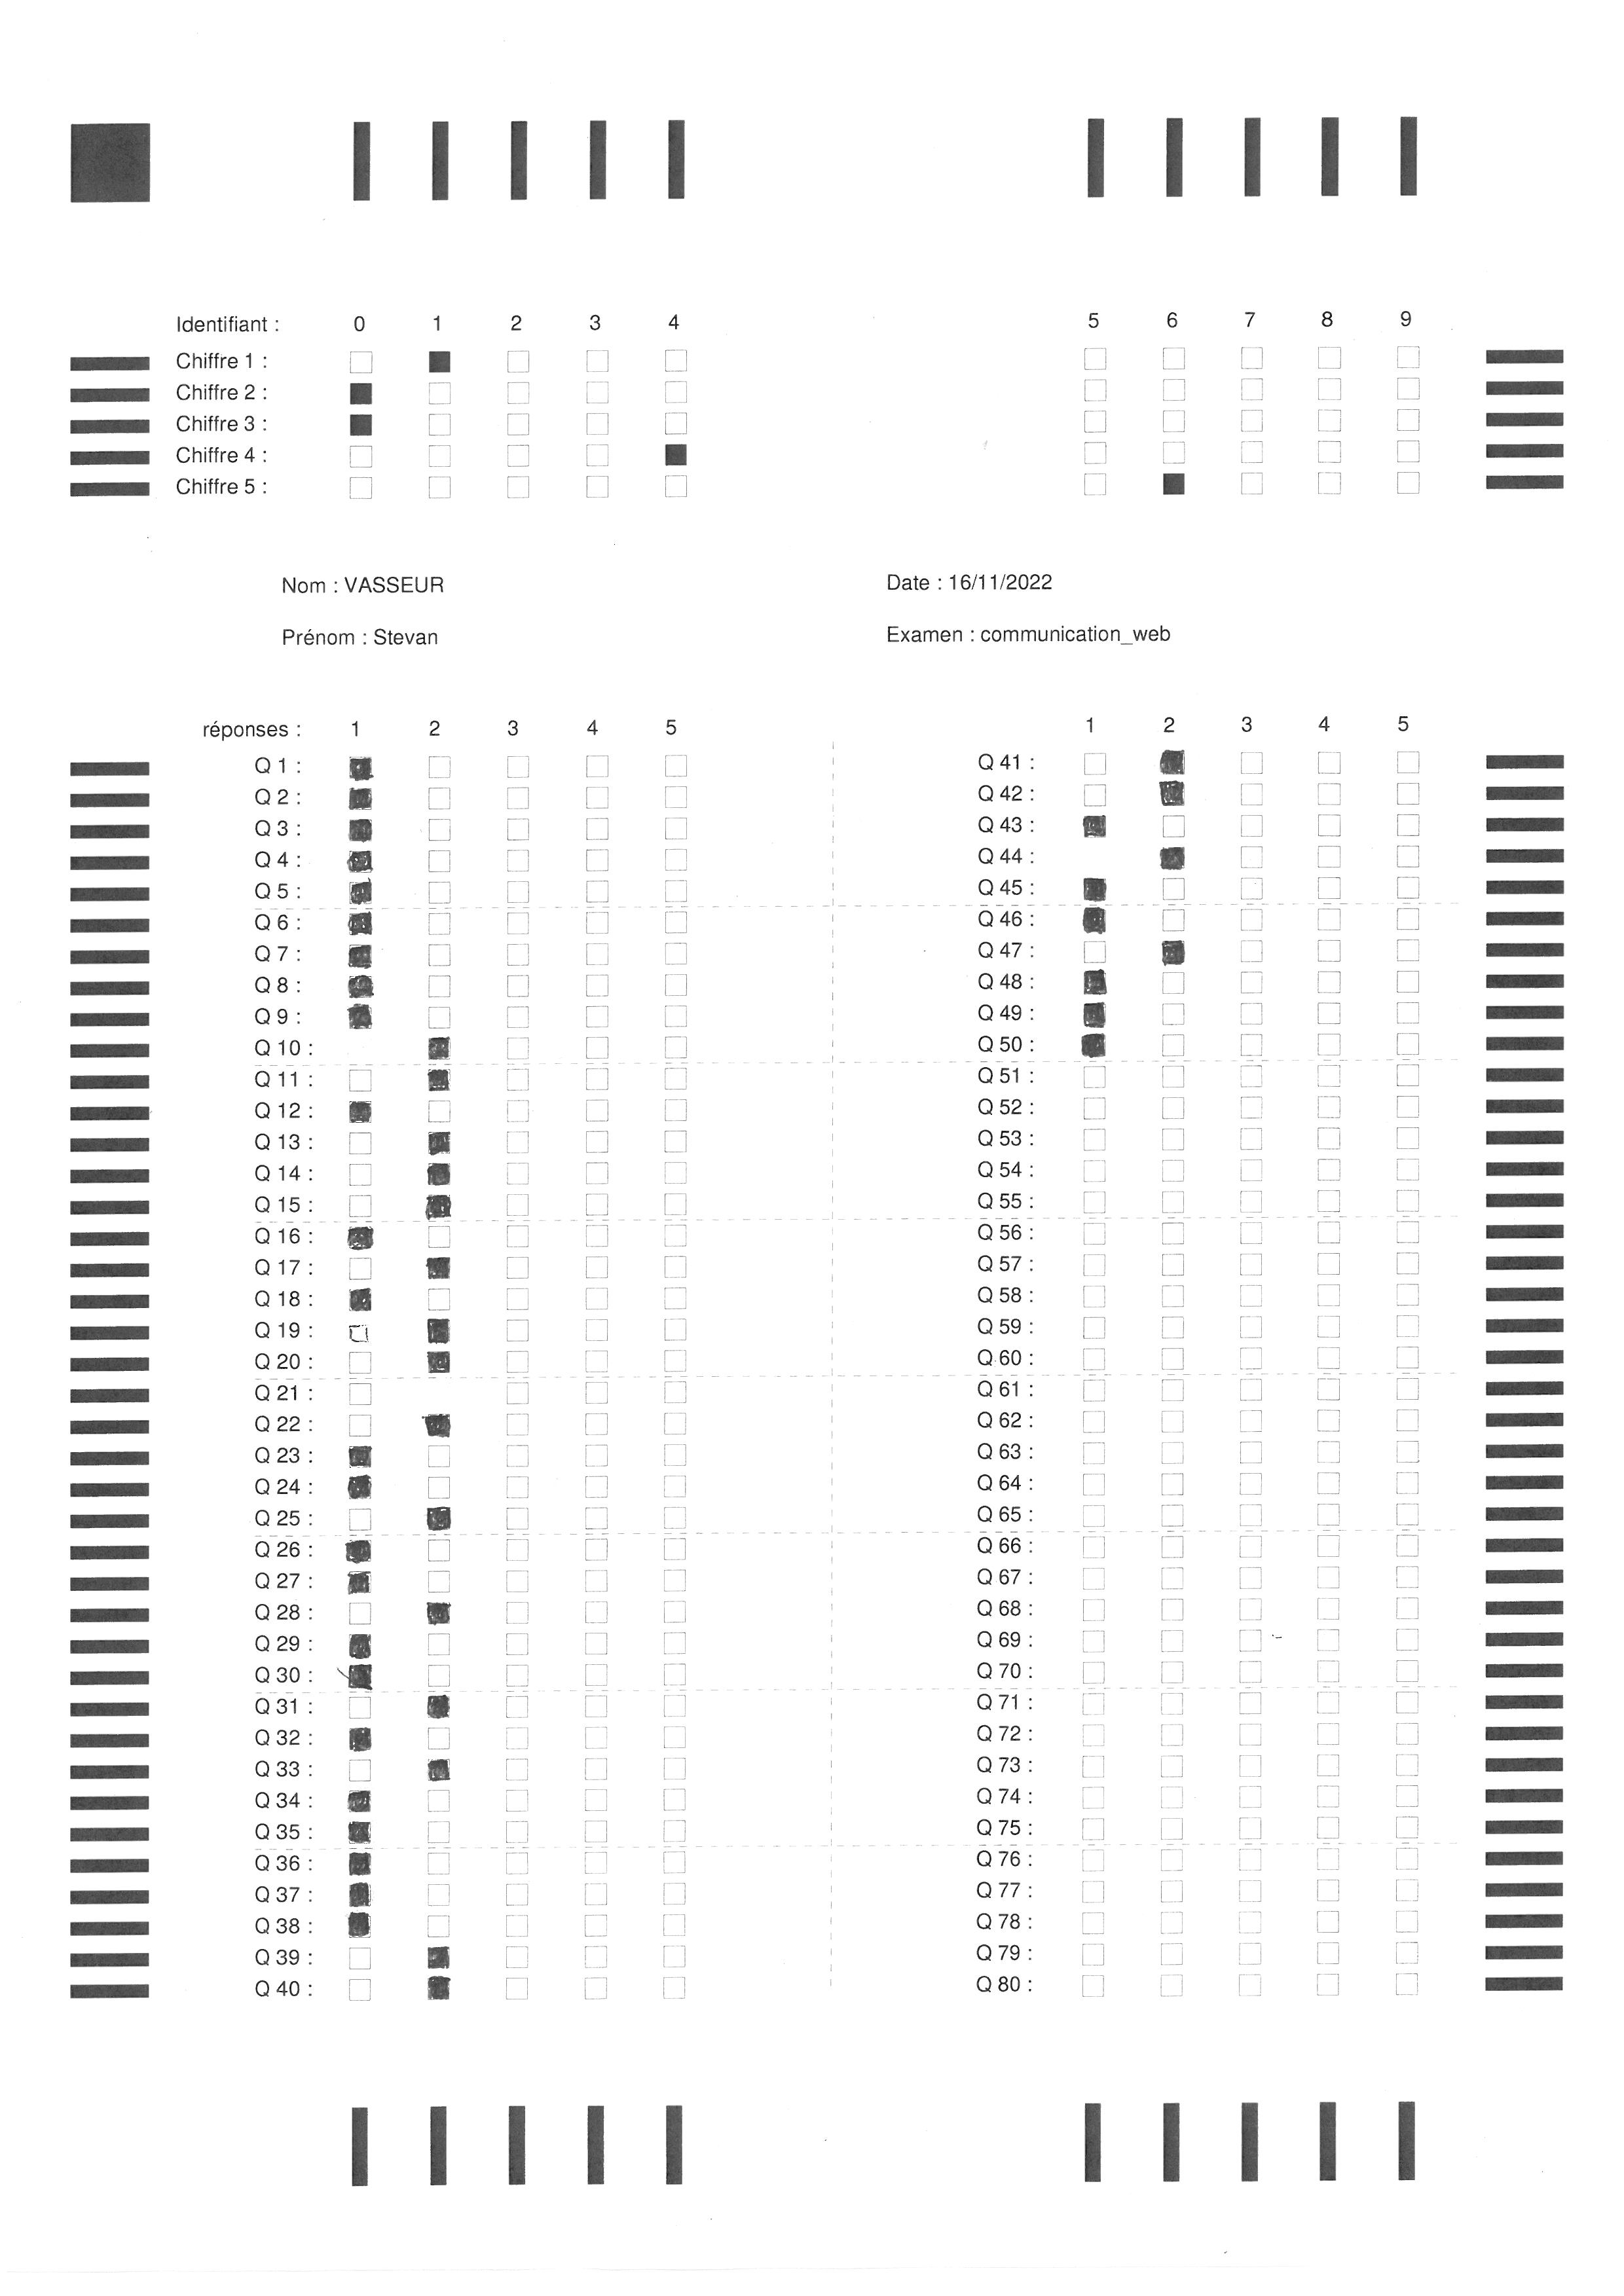 Identifiant : 0 1 2 3 4 5 6 7 8 9
Chiffre 1 :
Chiffre 2 :
Chiffre 3 :
Chiffre 4 :
Chiffre 5 :
Nom : VASSEUR Date : 16/11/2022
Prénom : Stevan Examen : communication_web
réponses : 1 2 3 4 5 1 2 3 4 5
Q 1 : Q 41 :
Q 2 : Q 42 :
Q 3 : Q 43 :
Q 4 : Q 44 :
Q 5 : Q 45 :
Q 6 : Q 46 :
Q 7 : Q 47 :
Q 8 : Q 48 :
Q 9 : Q 49 :
Q 10 : Q 50 :
Q 11 : Q 51 :
Q 12 : Q 52 :
Q 13 : Q 53 :
Q 14 : Q 54 :
Q 15 : Q 55 :
Q 16 : Q 56 :
Q 17 : Q 57 :
Q 18 : Q 58 :
Q 19 : Q 59 :
Q 20 : Q 60 :
Q 21 : Q 61 :
Q 22 : Q 62 :
Q 23 : Q 63 :
Q 24 : Q 64 :
Q 25 : Q 65 :
Q 26 : Q 66 :
Q 27 : Q 67 :
Q 28 : Q 68 :
Q 29 : Q 69 :
Q 30 : Q 70 :
Q 31 : Q 71 :
Q 32 : Q 72 :
Q 33 : Q 73 :
Q 34 : Q 74 :
Q 35 : Q 75 :
Q 36 : Q 76 :
Q 37 : Q 77 :
Q 38 : Q 78 :
Q 39 : Q 79 :
Q 40 : Q 80 :